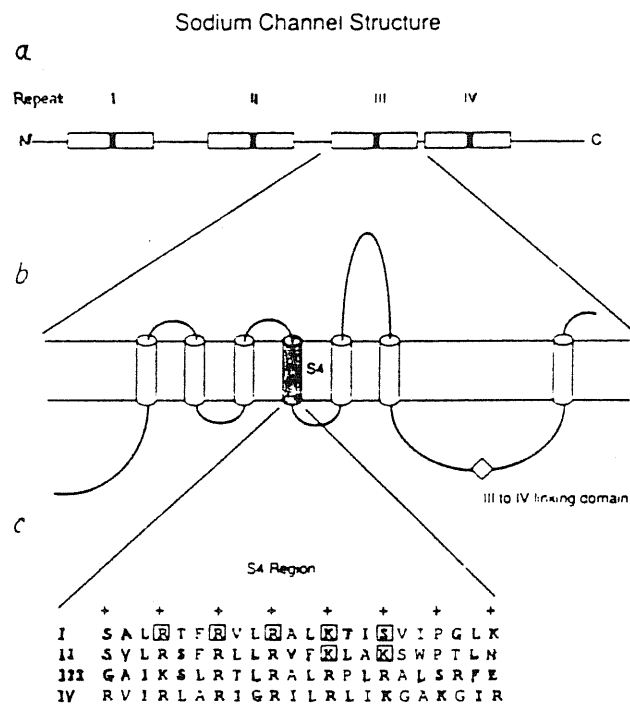 Sodium Channel Structure
a
Repeat I II III IV
N C
b
S4
III to IV linking domain
c
S4 Region
+ + + + + + + +
I S A L R T F R V L R A L K T I S V I P G L K
II S V L R S F R L L R V F K L A K S W P T L N
III G A I K S L R T L R A L R P L R A L S R F E
IV R V I R L A R I G R I L R L I K G A K G I R